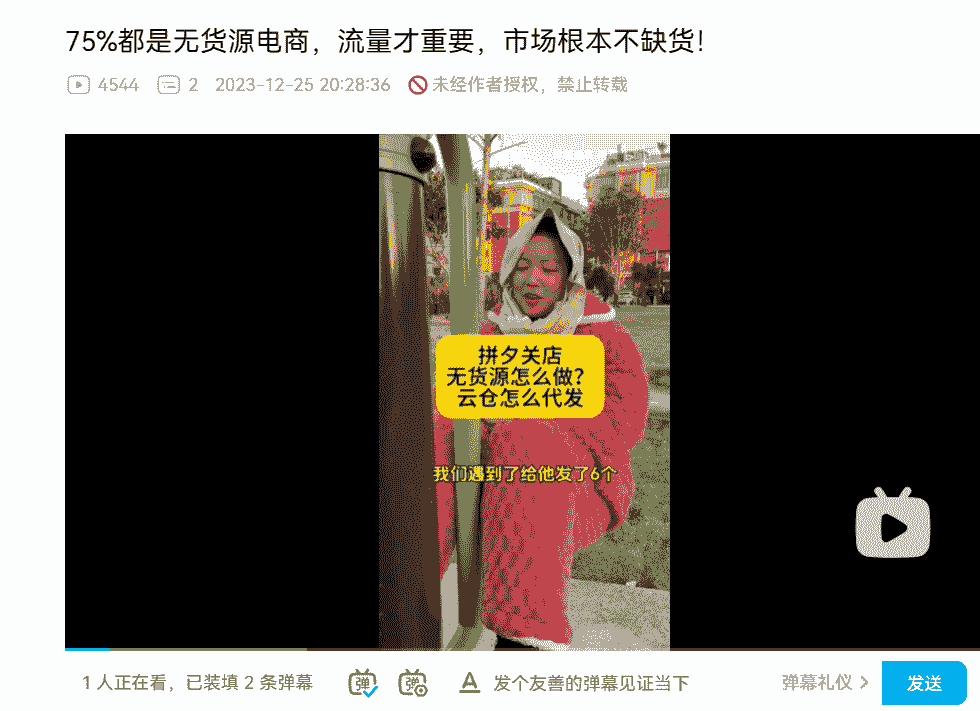 75%都是无货源电商，流量才重要，市场根本不缺货！
4544 2 2023-12-25 20:28:36 未经作者授权，禁止转载
拼夕关店
无货源怎么做？
云仓怎么代发
我们遇到了给他发了6个
1 人正在看，已装填 2 条弹幕 弹 弹 A 发个友善的弹幕见证当下 弹幕礼仪 > 发送